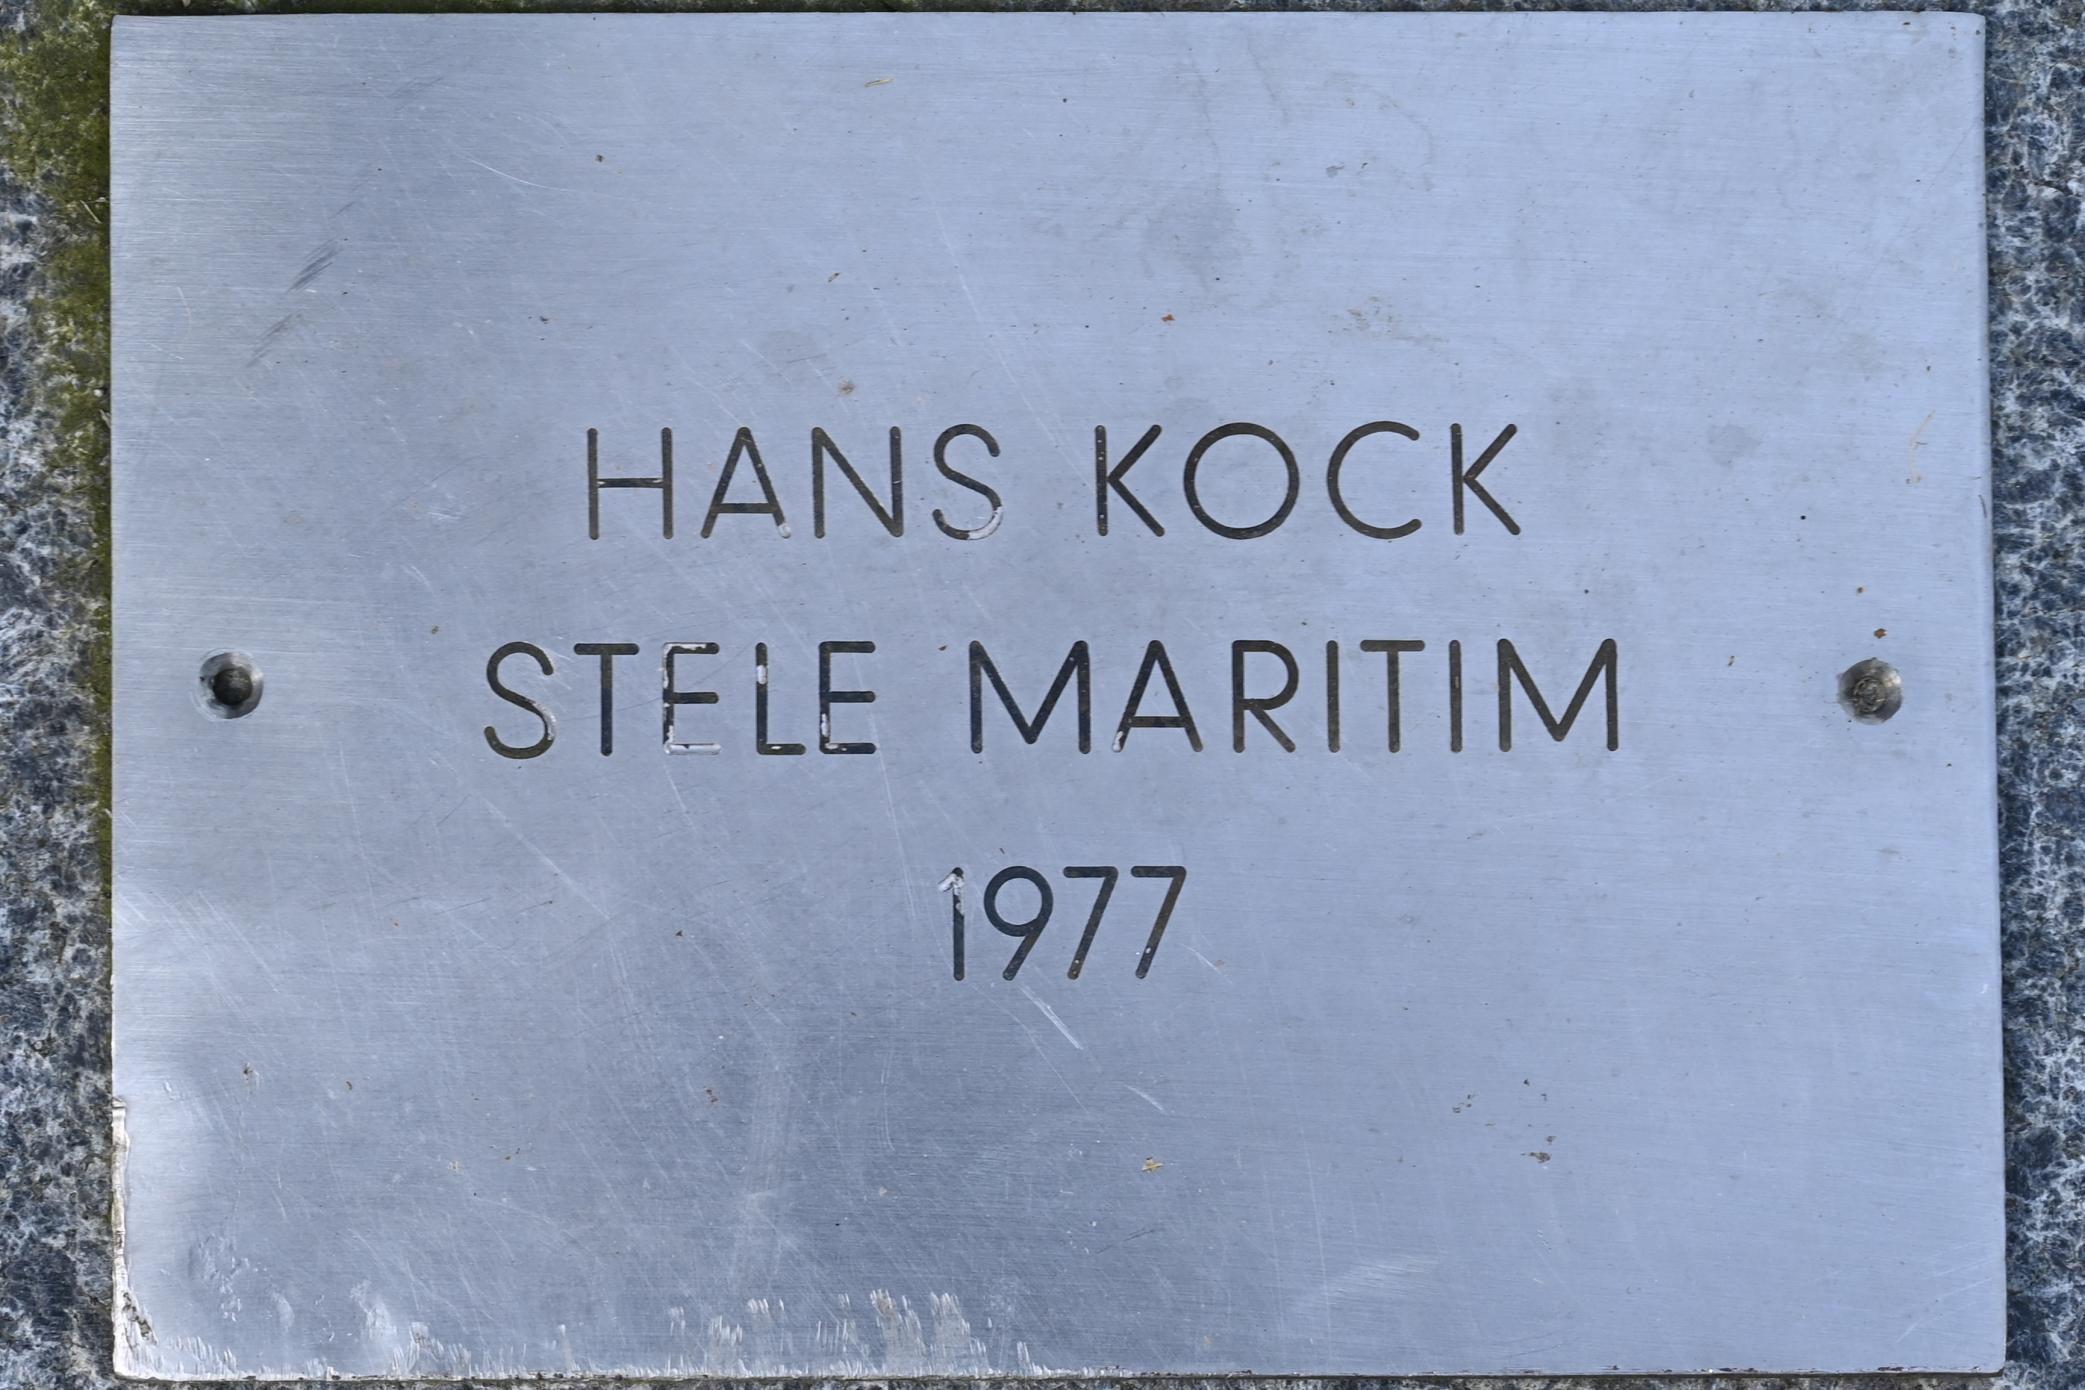 HANS KOCK
STELE MARITIM
1977